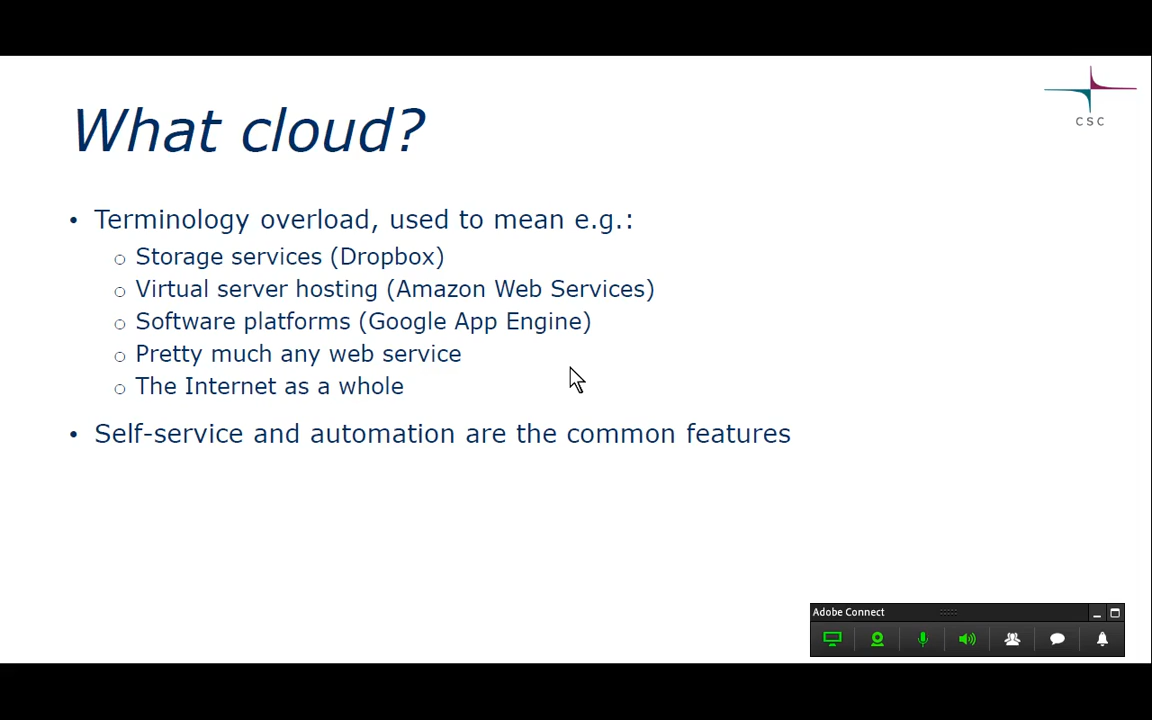 What cloud?
CSC
• Terminology overload, used to mean e.g.:
○ Storage services (Dropbox)
○ Virtual server hosting (Amazon Web Services)
○ Software platforms (Google App Engine)
○ Pretty much any web service
○ The Internet as a whole
• Self-service and automation are the common features
Adobe Connect